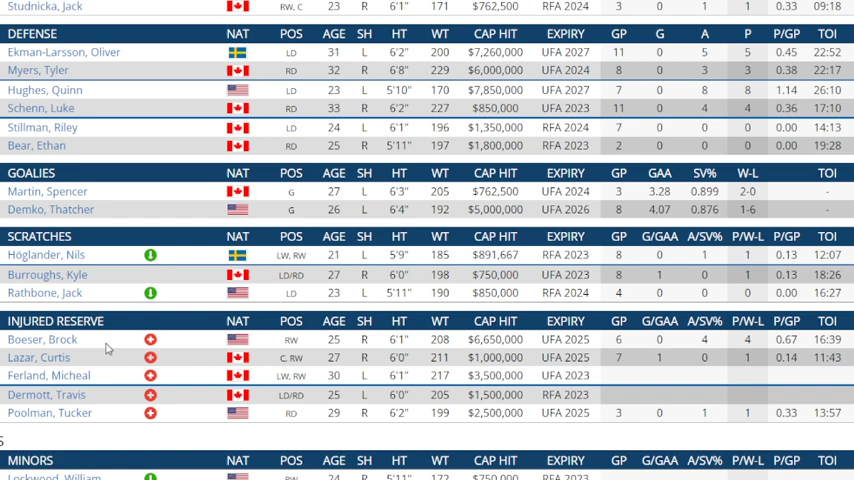 Studnicka, Jack RW, C 23 R 6'1" 171 $762,500 RFA 2024 3 0 1 1 0.33 09:18
DEFENSE NAT POS AGE SH HT WT CAP HIT EXPIRY GP G A P P/GP TOI
Ekman-Larsson, Oliver LD 31 L 6'2" 200 $7,260,000 UFA 2027 11 0 5 5 0.45 22:52
Myers, Tyler RD 32 R 6'8" 229 $6,000,000 UFA 2024 8 0 3 3 0.38 22:17
Hughes, Quinn LD 23 L 5'10" 170 $7,850,000 UFA 2027 7 0 8 8 1.14 26:10
Schenn, Luke RD 33 R 6'2" 227 $850,000 UFA 2023 11 0 4 4 0.36 17:10
Stillman, Riley LD 24 L 6'1" 196 $1,350,000 RFA 2024 7 0 0 0 0.00 14:13
Bear, Ethan RD 25 R 5'11" 197 $1,800,000 RFA 2023 2 0 0 0 0.00 19:28
GOALIES NAT POS AGE SH HT WT CAP HIT EXPIRY GP GAA SV% W-L TOI
Martin, Spencer G 27 L 6'3" 205 $762,500 UFA 2024 3 3.28 0.899 2-0 -
Demko, Thatcher G 26 L 6'4" 192 $5,000,000 UFA 2026 8 4.07 0.876 1-6 -
SCRATCHES NAT POS AGE SH HT WT CAP HIT EXPIRY GP G/GAA A/SV% P/W-L P/GP TOI
Höglander, Nils LW, RW 21 L 5'9" 185 $891,667 RFA 2023 8 0 1 1 0.13 12:07
Burroughs, Kyle LD/RD 27 R 6'0" 198 $750,000 UFA 2023 8 1 0 1 0.13 18:26
Rathbone, Jack LD 23 L 5'11" 190 $850,000 RFA 2024 4 0 0 0 0.00 16:27
INJURED RESERVE NAT POS AGE SH HT WT CAP HIT EXPIRY GP G/GAA A/SV% P/W-L P/GP TOI
Boeser, Brock RW 25 R 6'1" 208 $6,650,000 UFA 2025 6 0 4 4 0.67 16:39
Lazar, Curtis C, RW 27 R 6'0" 211 $1,000,000 UFA 2025 7 1 0 1 0.14 11:43
Ferland, Micheal LW, RW 30 L 6'1" 217 $3,500,000 UFA 2023
Dermott, Travis LD/RD 25 L 6'0" 205 $1,500,000 RFA 2023
Poolman, Tucker RD 29 R 6'2" 199 $2,500,000 UFA 2025 3 0 1 1 0.33 13:57
S
MINORS NAT POS AGE SH HT WT CAP HIT EXPIRY GP G/GAA A/SV% P/W-L P/GP TOI
Lockwood, William RW 24 R 5'11" 172 $750,000 RFA 2023